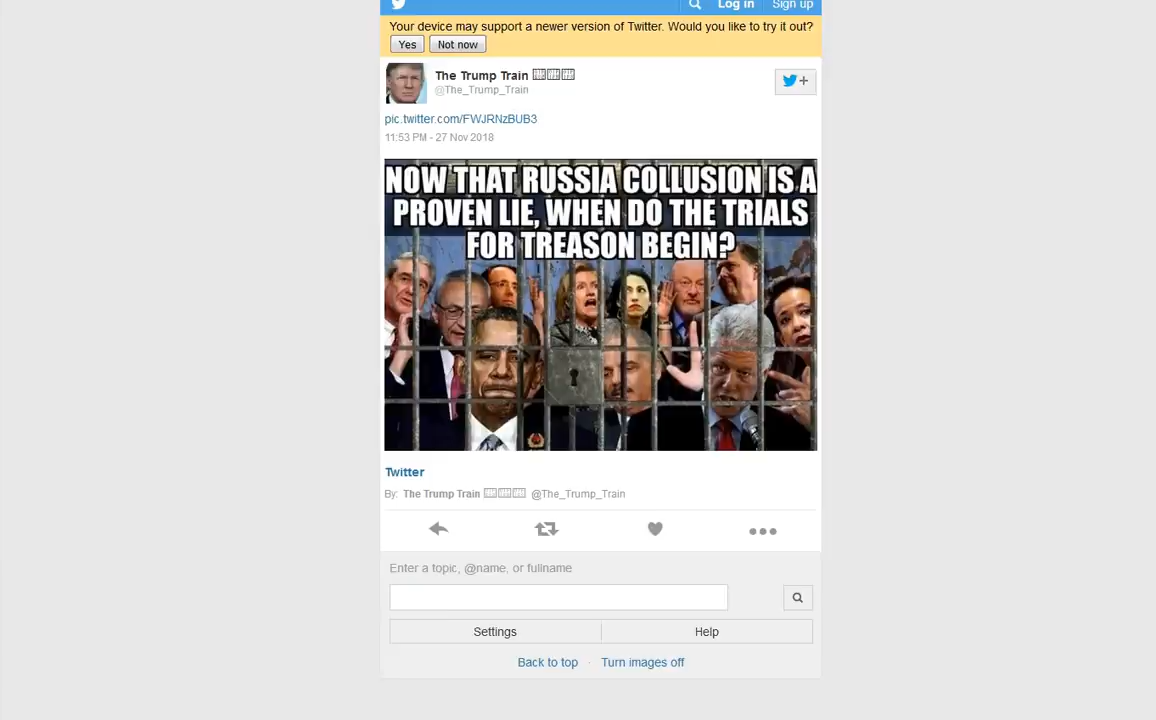 Log in Sign up
Your device may support a newer version of Twitter. Would you like to try it out?
Yes Not now
The Trump Train
@The_Trump_Train
pic.twitter.com/FWJRNzBUB3
11:53 PM - 27 Nov 2018
NOW THAT RUSSIA COLLUSION IS A
PROVEN LIE, WHEN DO THE TRIALS
FOR TREASON BEGIN?
Twitter
By: The Trump Train @The_Trump_Train
Enter a topic, @name, or fullname
Settings Help
Back to top · Turn images off